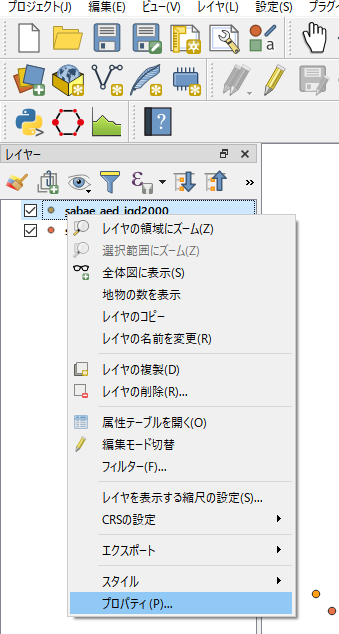 プロジェクト(J) 編集(E) ビュー(V) レイヤ(L) 設定(S) プラグイ
レイヤー
sabae_aed_jgd2000
レイヤの領域にズーム(Z)
選択範囲にズーム(Z)
全体図に表示(S)
地物の数を表示
レイヤのコピー
レイヤの名前を変更(R)
レイヤの複製(D)
レイヤの削除(R)...
属性テーブルを開く(O)
編集モード切替
フィルター(F)...
レイヤを表示する縮尺の設定(S)...
CRSの設定
エクスポート
スタイル
プロパティ(P)...